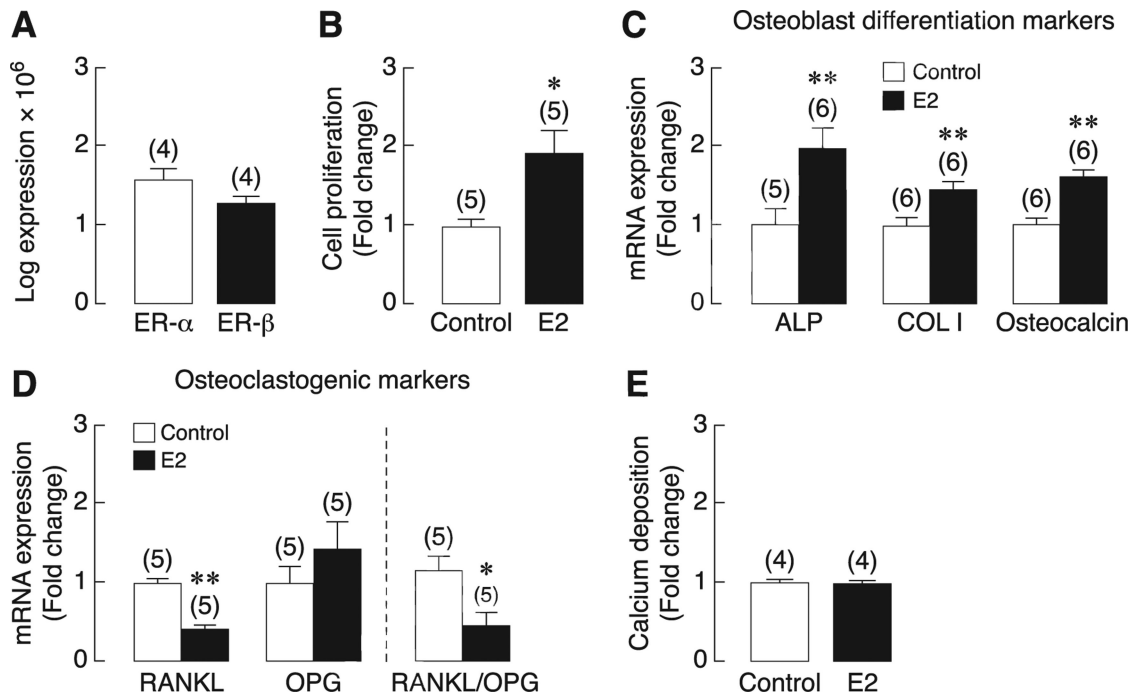 A
Log expression × 10⁶
3
2
1
0
(4)
(4)
ER-α ER-β
B
Cell proliferation
(Fold change)
3
2
1
0
(5)
*
(5)
Control E2
C
Osteoblast differentiation markers
mRNA expression
(Fold change)
3
2
1
0
Control
E2
(5)
**
(6)
(6)
**
(6)
(6)
**
(6)
ALP COL I Osteocalcin
D
Osteoclastogenic markers
mRNA expression
(Fold change)
3
2
1
0
Control
E2
(5)
**
(5)
(5)
(5)
(5)
*
(5)
RANKL OPG RANKL/OPG
E
Calcium deposition
(Fold change)
3
2
1
0
(4)
(4)
Control E2